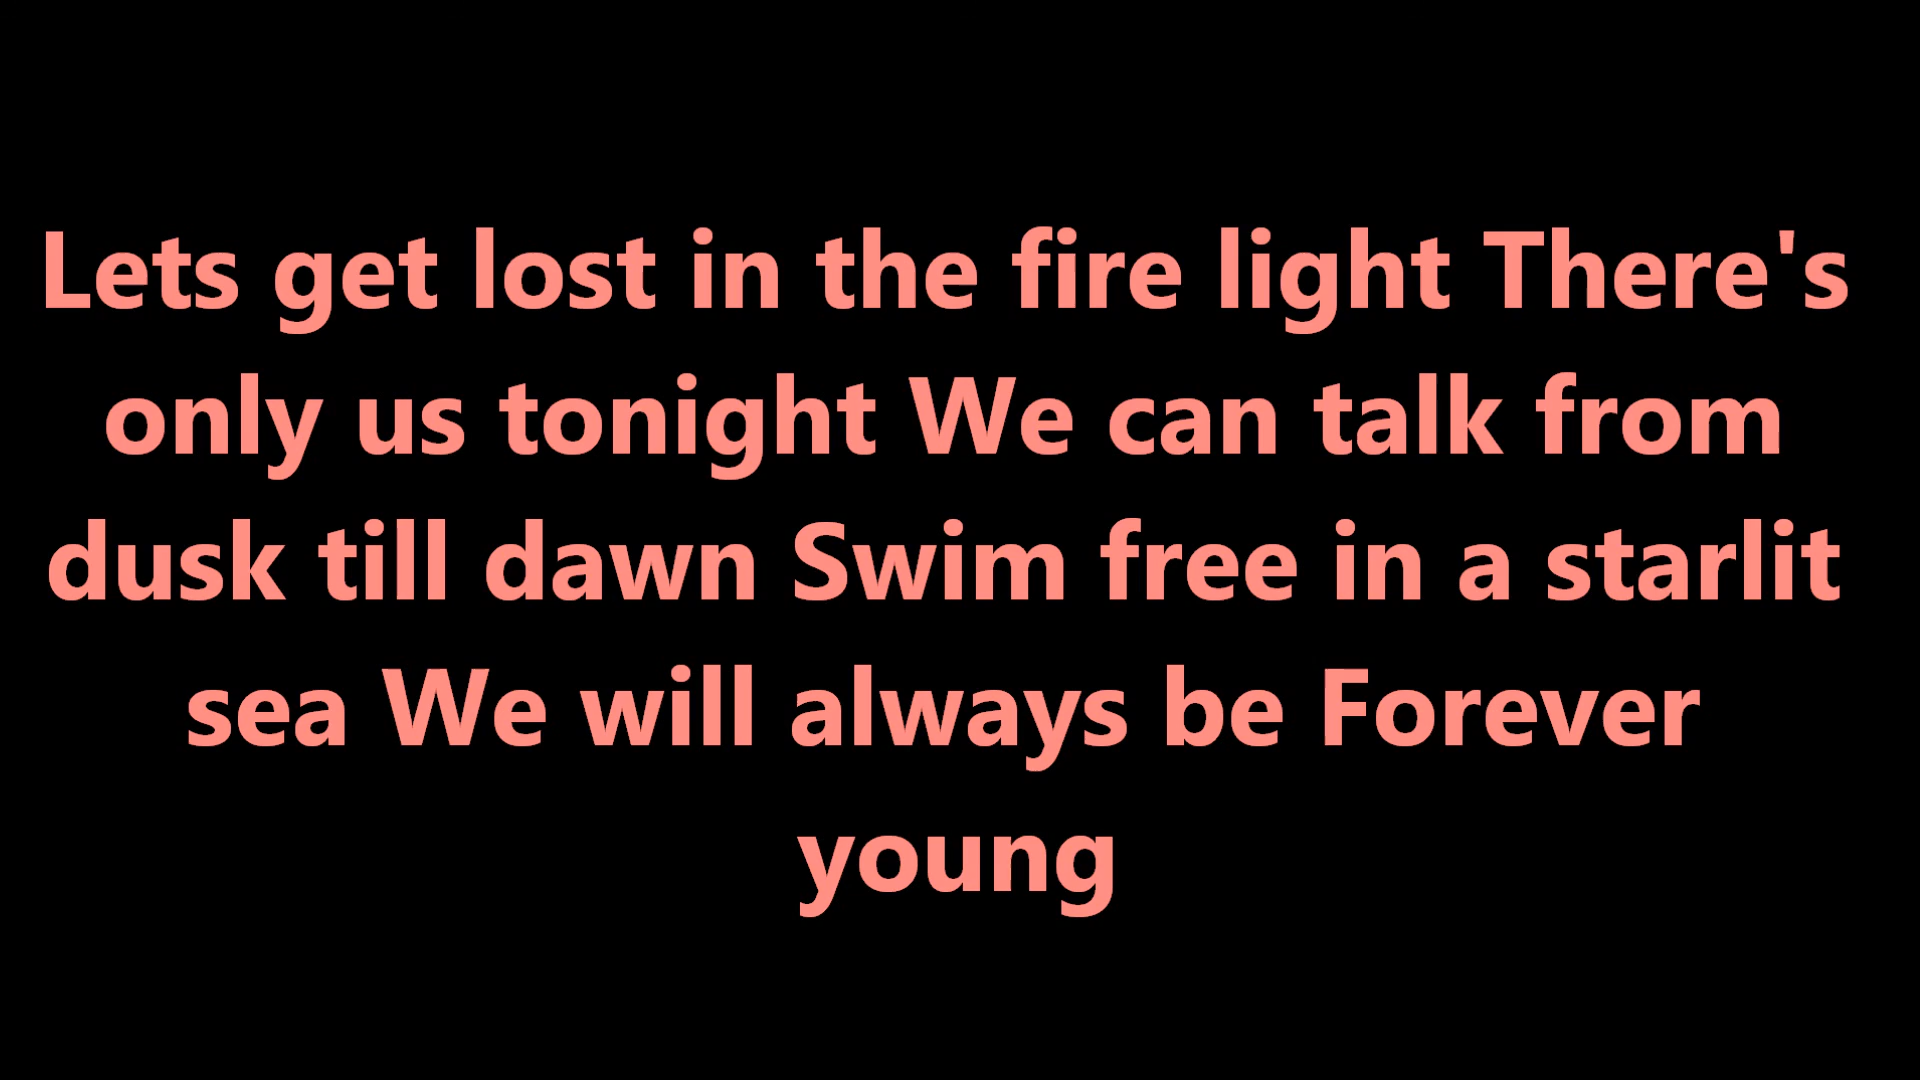 Lets get lost in the fire light There's
only us tonight We can talk from
dusk till dawn Swim free in a starlit
sea We will always be Forever
young